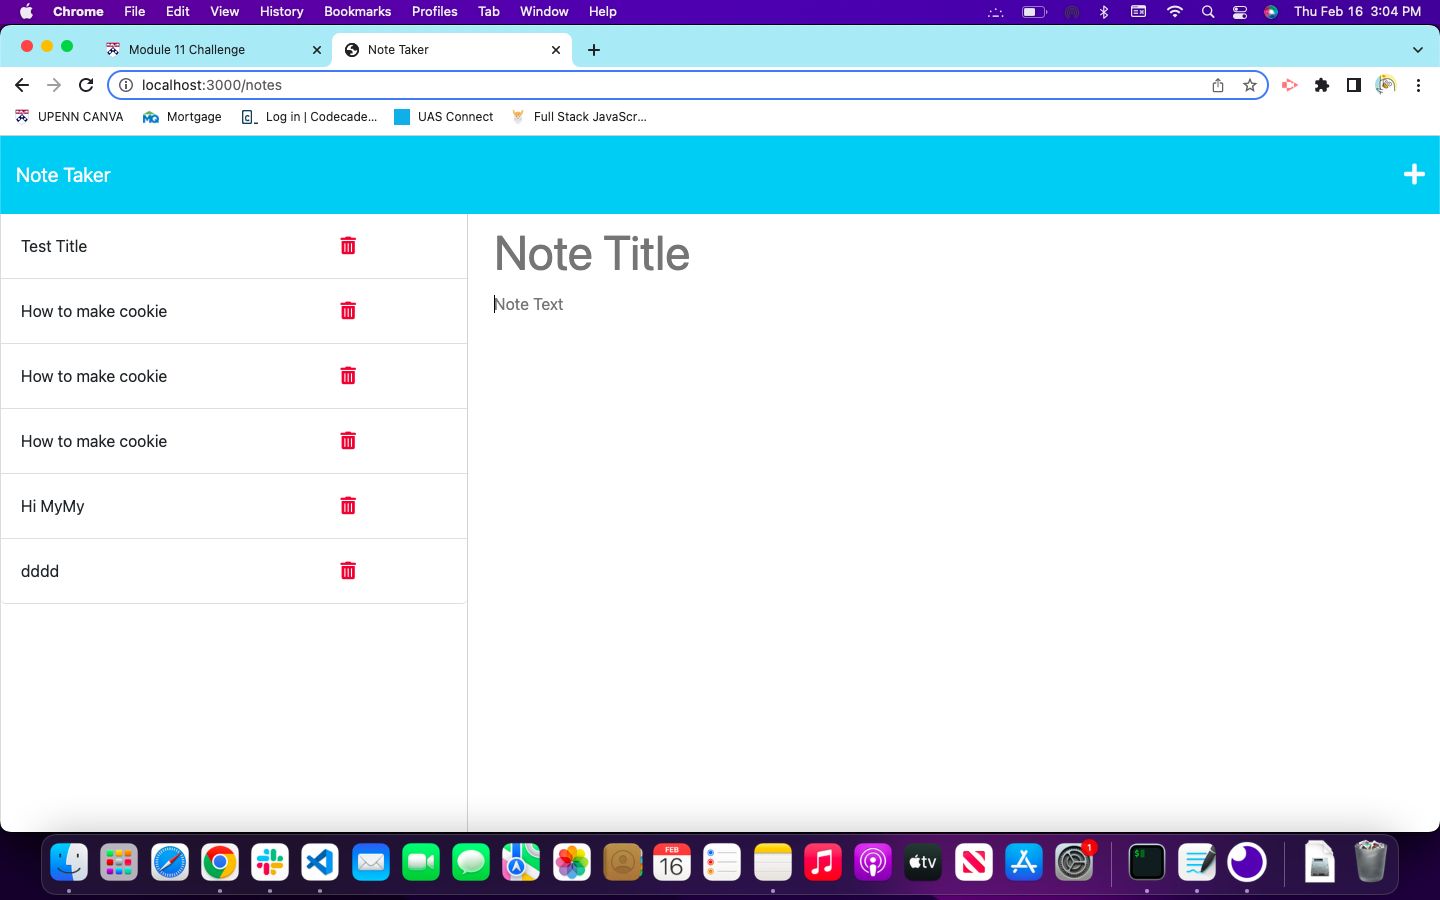 Chrome File Edit View History Bookmarks Profiles Tab Window Help Thu Feb 16 3:04 PM
Module 11 Challenge
Note Taker
localhost:3000/notes
UPENN CANVA Mortgage Log in | Codecade... UAS Connect Full Stack JavaScr...
Note Taker
Test Title
How to make cookie
How to make cookie
How to make cookie
Hi MyMy
dddd
Note Title
Note Text
FEB
16
tv
1